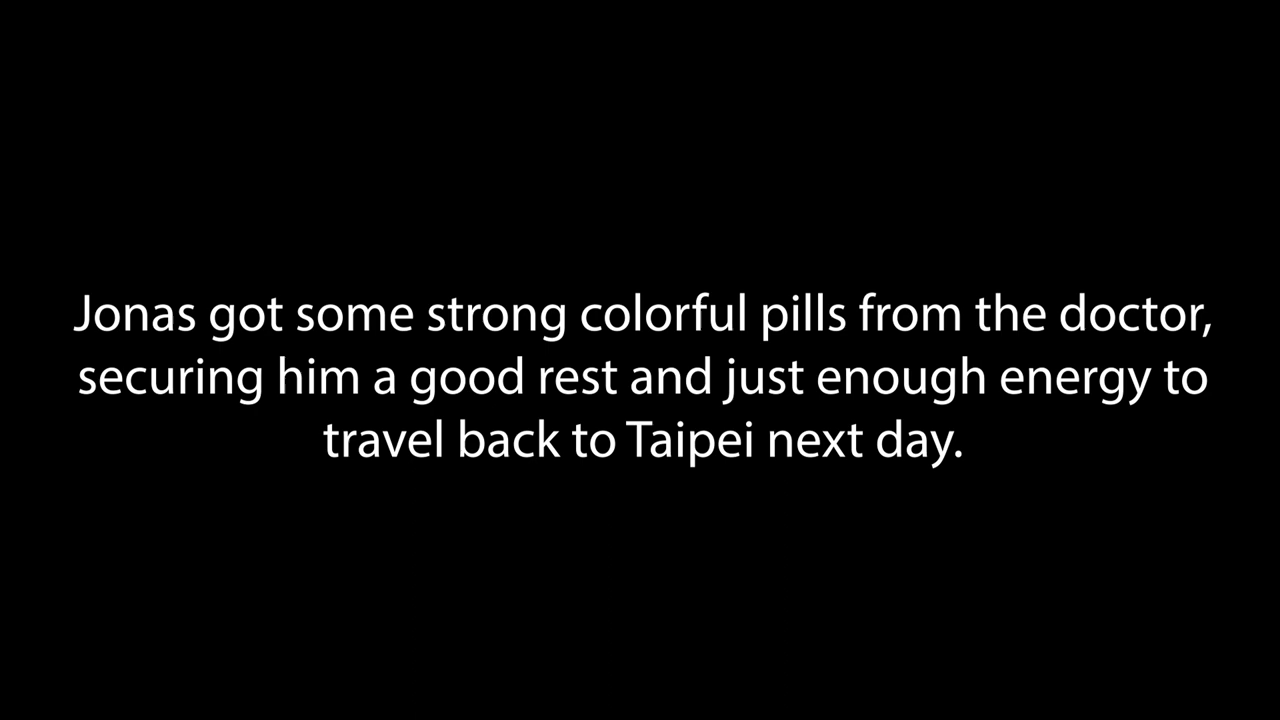 Jonas got some strong colorful pills from the doctor,
securing him a good rest and just enough energy to
travel back to Taipei next day.